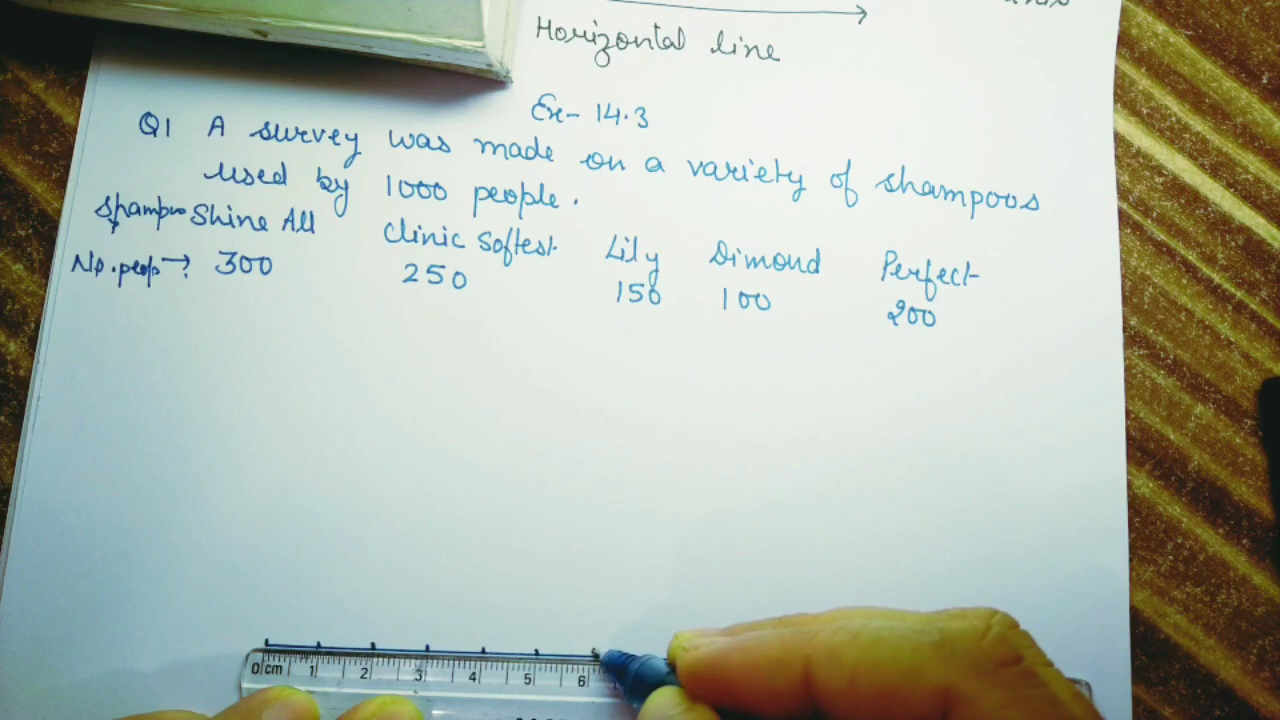 Horizontal line
Ex- 14.3
Q1 A survey was made on a variety of shampoos
used by 1000 people.
Shampoo Shine All Clinic Softest Lily Dimond Perfect
No. peop → 300 250 150 100 200
0 cm 1 2 3 4 5 6